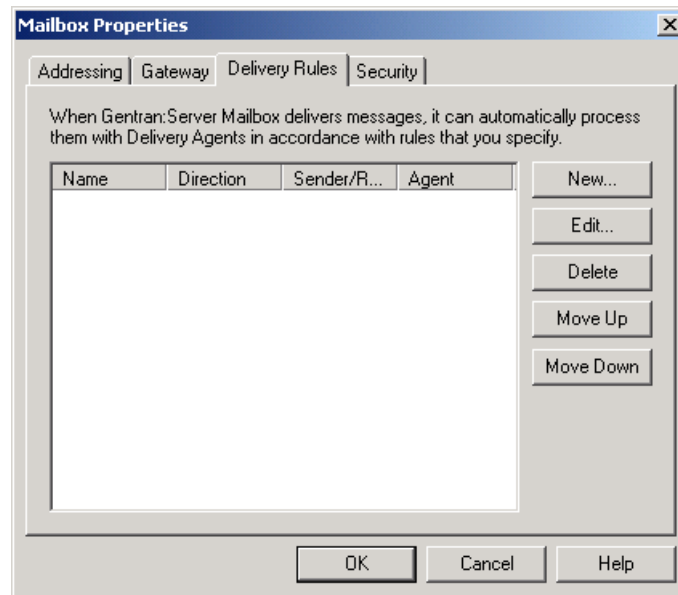 Mailbox Properties
Addressing Gateway Delivery Rules Security
When Gentran:Server Mailbox delivers messages, it can automatically process
them with Delivery Agents in accordance with rules that you specify.
Name Direction Sender/R... Agent
New...
Edit...
Delete
Move Up
Move Down
OK Cancel Help